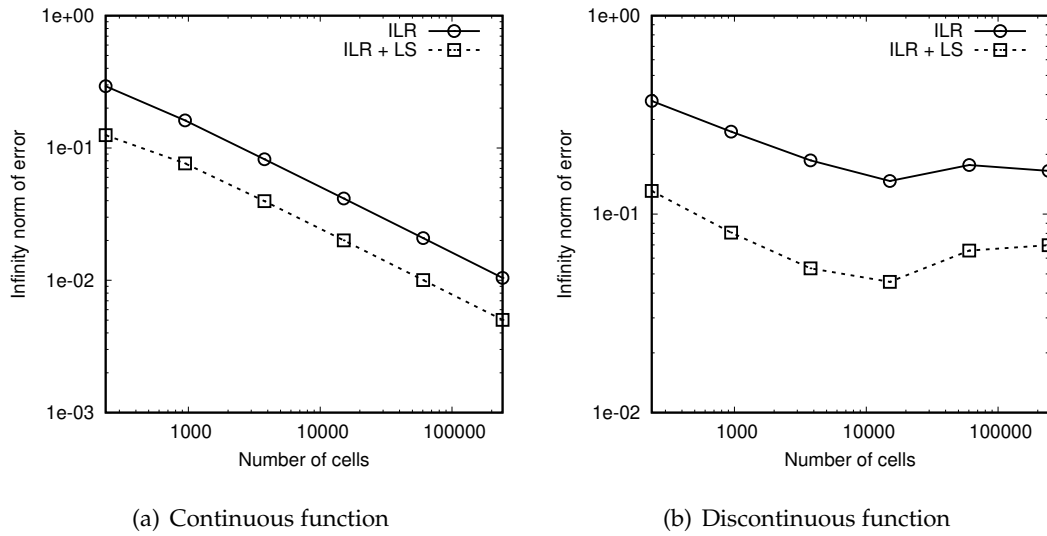 1e+00
1e-01
1e-02
1e-03
1000
10000
100000
Infinity norm of error
Number of cells
ILR
ILR + LS
(a) Continuous function
1e+00
1e-01
1e-02
1000
10000
100000
Infinity norm of error
Number of cells
ILR
ILR + LS
(b) Discontinuous function